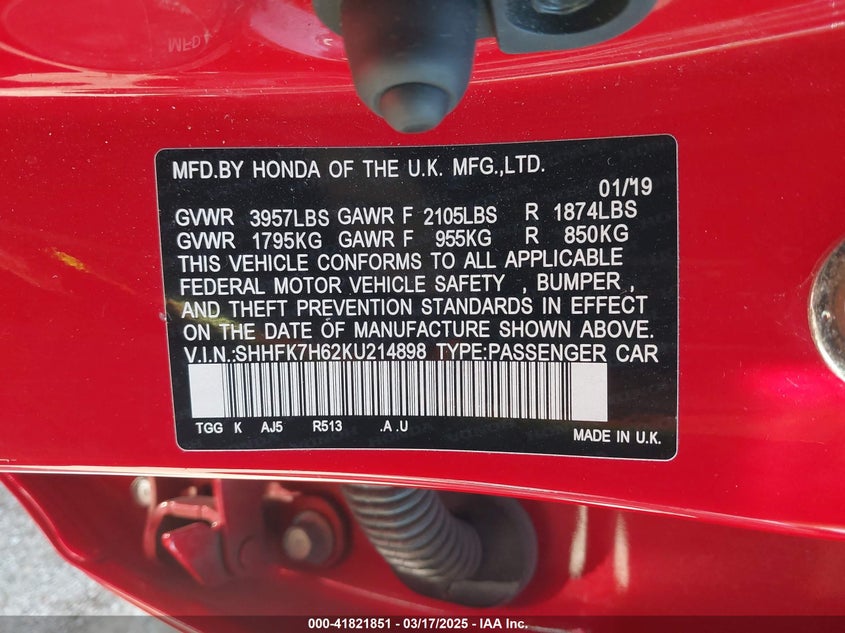 MFD.BY HONDA OF THE U.K. MFG.,LTD.
01/19
GVWR 3957LBS GAWR F 2105LBS R 1874LBS
GVWR 1795KG GAWR F 955KG R 850KG
THIS VEHICLE CONFORMS TO ALL APPLICABLE
FEDERAL MOTOR VEHICLE SAFETY , BUMPER ,
AND THEFT PREVENTION STANDARDS IN EFFECT
ON THE DATE OF MANUFACTURE SHOWN ABOVE.
V.I.N.:SHHFK7H62KU214898 TYPE:PASSENGER CAR
TGG K AJ5 R513 .A .U
MADE IN U.K.
000-41821851 — 03/17/2025 - IAA Inc.